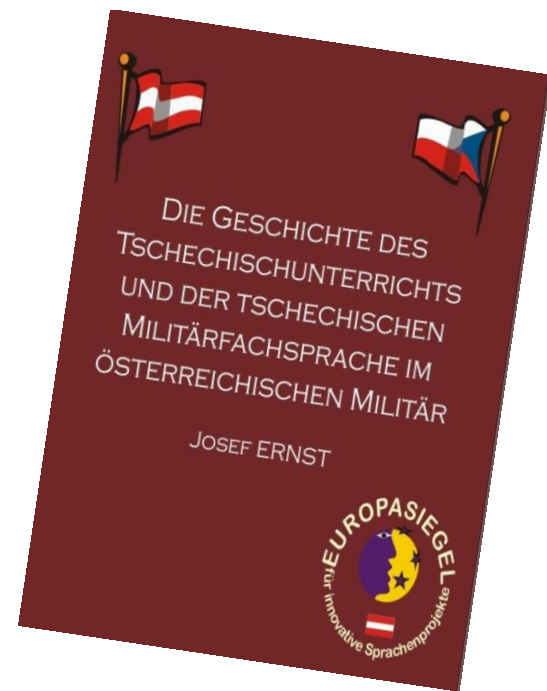 Die Geschichte des
Tschechischunterrichts
und der tschechischen
Militärfachsprache im
österreichischen Militär
Josef ERNST
EUROPASIEGEL
für innovative Sprachenprojekte